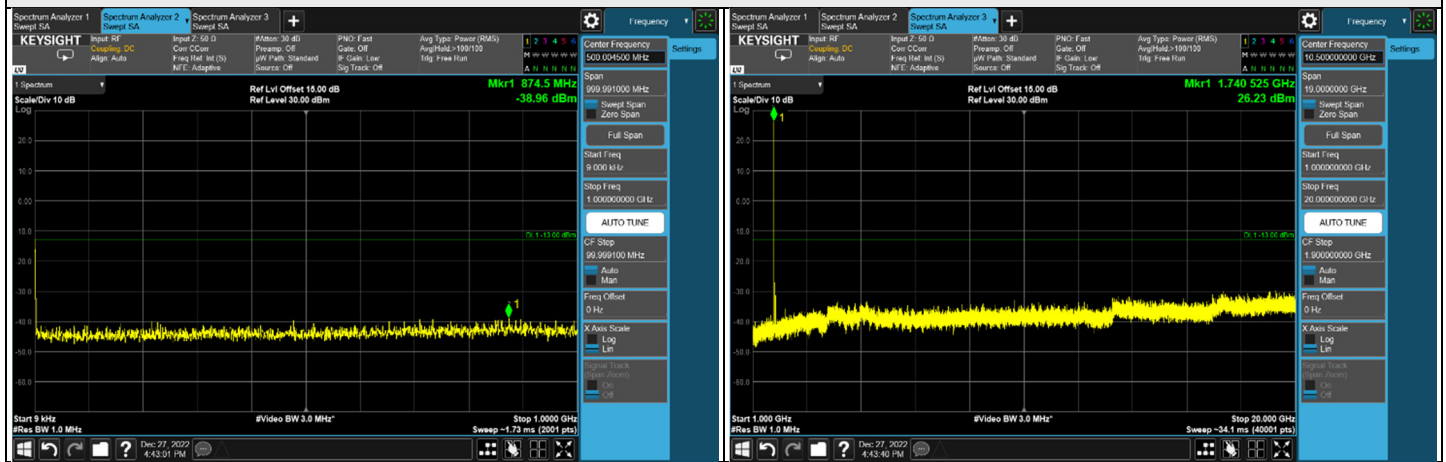 Spectrum Analyzer 1
Swept SA
Spectrum Analyzer 2
Swept SA
Spectrum Analyzer 3
Swept SA
Frequency
KEYSIGHT
Input: RF
Coupling: DC
Align: Auto
Input Z: 50 Ω
Corr CCorr
Freq Ref: Int (S)
NFE: Adaptive
#Atten: 30 dB
Preamp: Off
µW Path: Standard
Source: Off
PNO: Fast
Gate: Off
IF Gain: Low
Sig Track: Off
Avg Type: Power (RMS)
Avg|Hold:>100/100
Trig: Free Run
1 2 3 4 5 6
M W W W W W
A N N N N N
Center Frequency
500.004500 MHz
Settings
Span
999.991000 MHz
Swept Span
Zero Span
Full Span
Start Freq
9.000 kHz
Stop Freq
1.000000000 GHz
AUTO TUNE
CF Step
99.999100 MHz
Auto
Man
Freq Offset
0 Hz
X Axis Scale
Log
Lin
Signal Track
(Span Zoom)
On
Off
1 Spectrum
Scale/Div 10 dB
Log
Ref Lvl Offset 15.00 dB
Ref Level 30.00 dBm
Mkr1 874.5 MHz
-38.96 dBm
20.0
10.0
0.00
-10.0
DL1 -13.00 dBm
-20.0
-30.0
1
-40.0
-50.0
-60.0
Start 9 kHz
#Res BW 1.0 MHz
#Video BW 3.0 MHz*
Stop 1.0000 GHz
Sweep ~1.73 ms (2001 pts)
Dec 27, 2022
4:43:01 PM
Spectrum Analyzer 1
Swept SA
Spectrum Analyzer 2
Swept SA
Spectrum Analyzer 3
Swept SA
Frequency
KEYSIGHT
Input: RF
Coupling: DC
Align: Auto
Input Z: 50 Ω
Corr CCorr
Freq Ref: Int (S)
NFE: Adaptive
#Atten: 30 dB
Preamp: Off
µW Path: Standard
Source: Off
PNO: Fast
Gate: Off
IF Gain: Low
Sig Track: Off
Avg Type: Power (RMS)
Avg|Hold:>100/100
Trig: Free Run
1 2 3 4 5 6
M W W W W W
A N N N N N
Center Frequency
10.500000000 GHz
Settings
Span
19.0000000 GHz
Swept Span
Zero Span
Full Span
Start Freq
1.000000000 GHz
Stop Freq
20.000000000 GHz
AUTO TUNE
CF Step
1.900000000 GHz
Auto
Man
Freq Offset
0 Hz
X Axis Scale
Log
Lin
Signal Track
(Span Zoom)
On
Off
1 Spectrum
Scale/Div 10 dB
Log
Ref Lvl Offset 15.00 dB
Ref Level 30.00 dBm
Mkr1 1.740 525 GHz
26.23 dBm
1
20.0
10.0
0.00
-10.0
DL1 -13.00 dBm
-20.0
-30.0
-40.0
-50.0
-60.0
Start 1.000 GHz
#Res BW 1.0 MHz
#Video BW 3.0 MHz*
Stop 20.000 GHz
Sweep ~34.1 ms (40001 pts)
Dec 27, 2022
4:43:40 PM